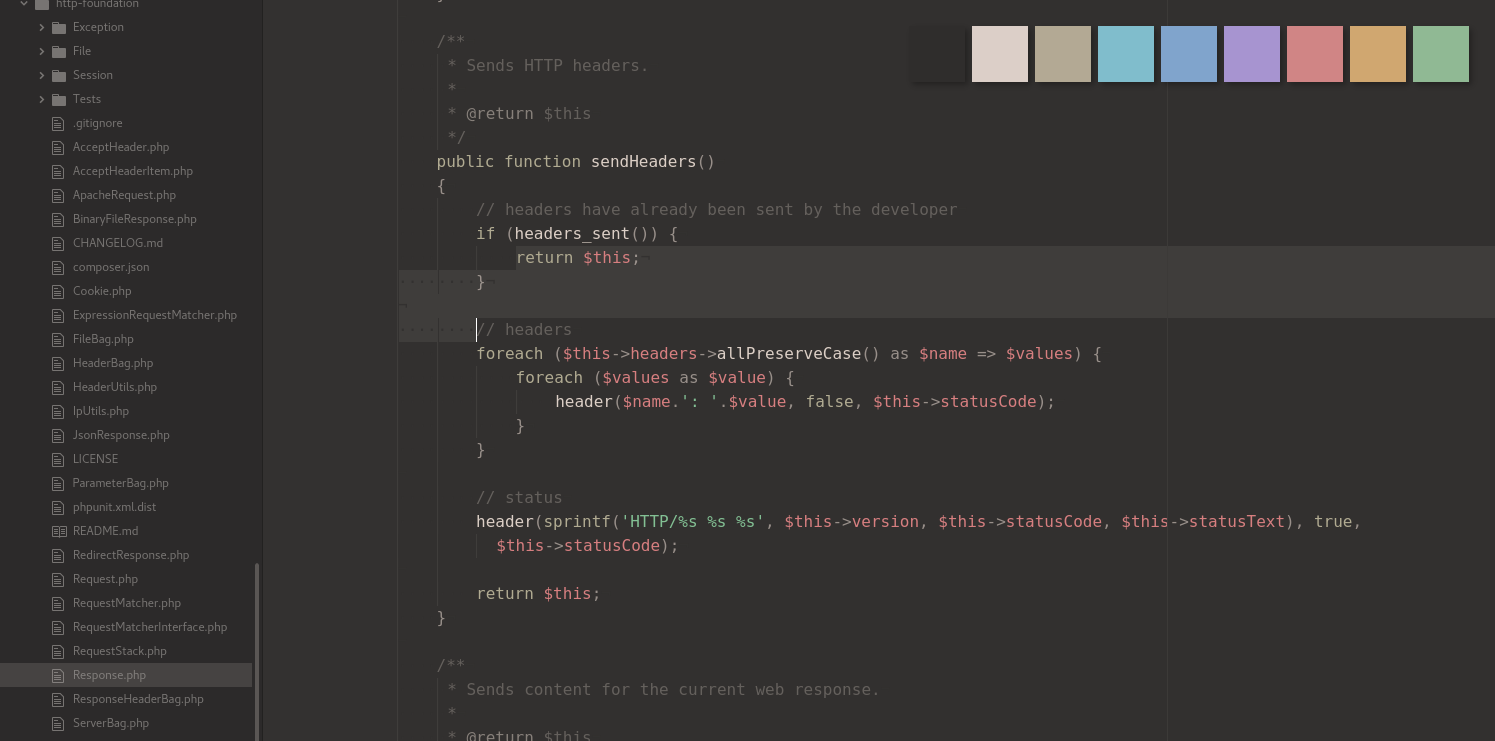 http-foundation
Exception
File
Session
Tests
.gitignore
AcceptHeader.php
AcceptHeaderItem.php
ApacheRequest.php
BinaryFileResponse.php
CHANGELOG.md
composer.json
Cookie.php
ExpressionRequestMatcher.php
FileBag.php
HeaderBag.php
HeaderUtils.php
IpUtils.php
JsonResponse.php
LICENSE
ParameterBag.php
phpunit.xml.dist
README.md
RedirectResponse.php
Request.php
RequestMatcher.php
RequestMatcherInterface.php
RequestStack.php
Response.php
ResponseHeaderBag.php
ServerBag.php
/**
* Sends HTTP headers.
*
* @return $this
*/
public function sendHeaders()
{
// headers have already been sent by the developer
if (headers_sent()) {
return $this;¬
········}¬
¬
········// headers
foreach ($this->headers->allPreserveCase() as $name => $values) {
foreach ($values as $value) {
header($name.': '.$value, false, $this->statusCode);
}
}
// status
header(sprintf('HTTP/%s %s %s', $this->version, $this->statusCode, $this->statusText), true,
$this->statusCode);
return $this;
}
/**
* Sends content for the current web response.
*
* @return $this